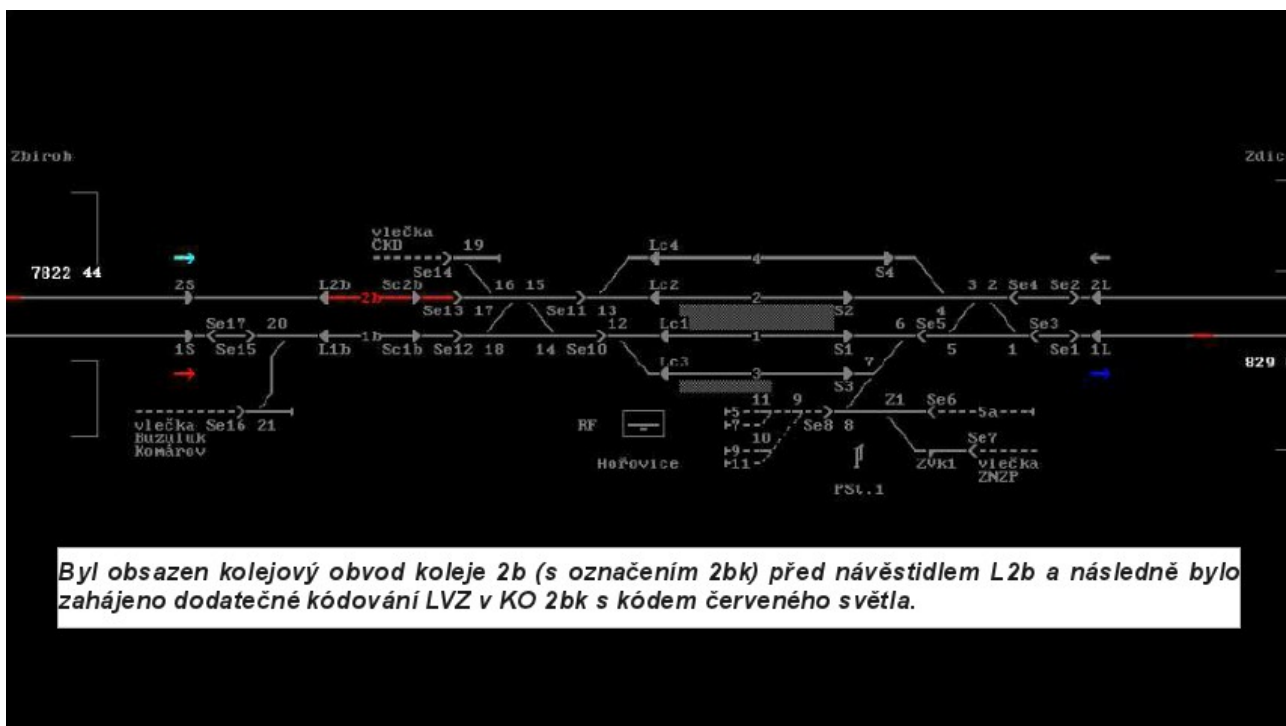 Zbiroh
Zdic
vlečka
ČKD 19 Lc4 4 S4
Se14
7822 44
2S L2b 2b Sc2b 16 15 Lc2 2 3 2 Se4 Se2 2L
Se13 17 Se11 13 S2 4
Se17 20 12 Lc1 6 Se5 Se3
1S Se15 L1b 1b Sc1b Se12 18 14 Se10 1 S1 7 5 1 Se1 1L
Lc3 3 829
S3
11 9 Z1 Se6
vlečka Se16 21 RF 5 Se8 8 5a
Buzuluk 7
Komárov 10 Se7
Hořovice 9 Zvk1 vlečka
11 ZNZP
PSt.1
Byl obsazen kolejový obvod koleje 2b (s označením 2bk) před návěstidlem L2b a následně bylo
zahájeno dodatečné kódování LVZ v KO 2bk s kódem červeného světla.